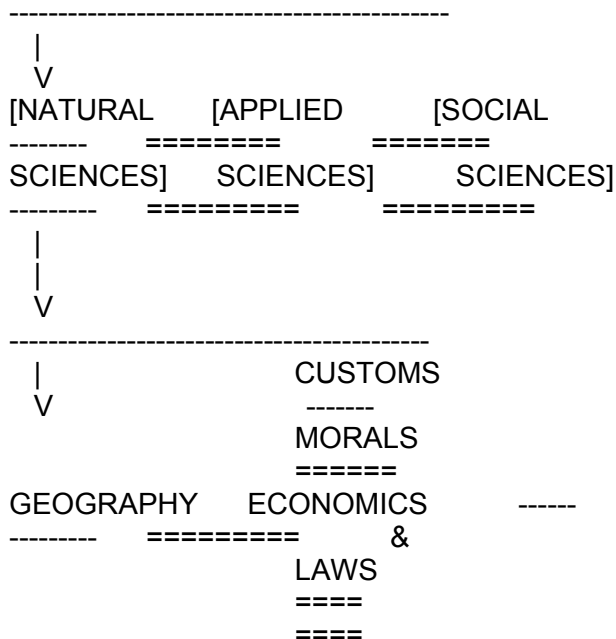 -------------------------------------------
|
V
[NATURAL [APPLIED [SOCIAL
-------- ======== =======
SCIENCES] SCIENCES] SCIENCES]
--------- ========= =========
|
|
V
-----------------------------------------
| CUSTOMS
V -------
MORALS
======
GEOGRAPHY ECONOMICS ------
--------- ========= &
LAWS
====
====